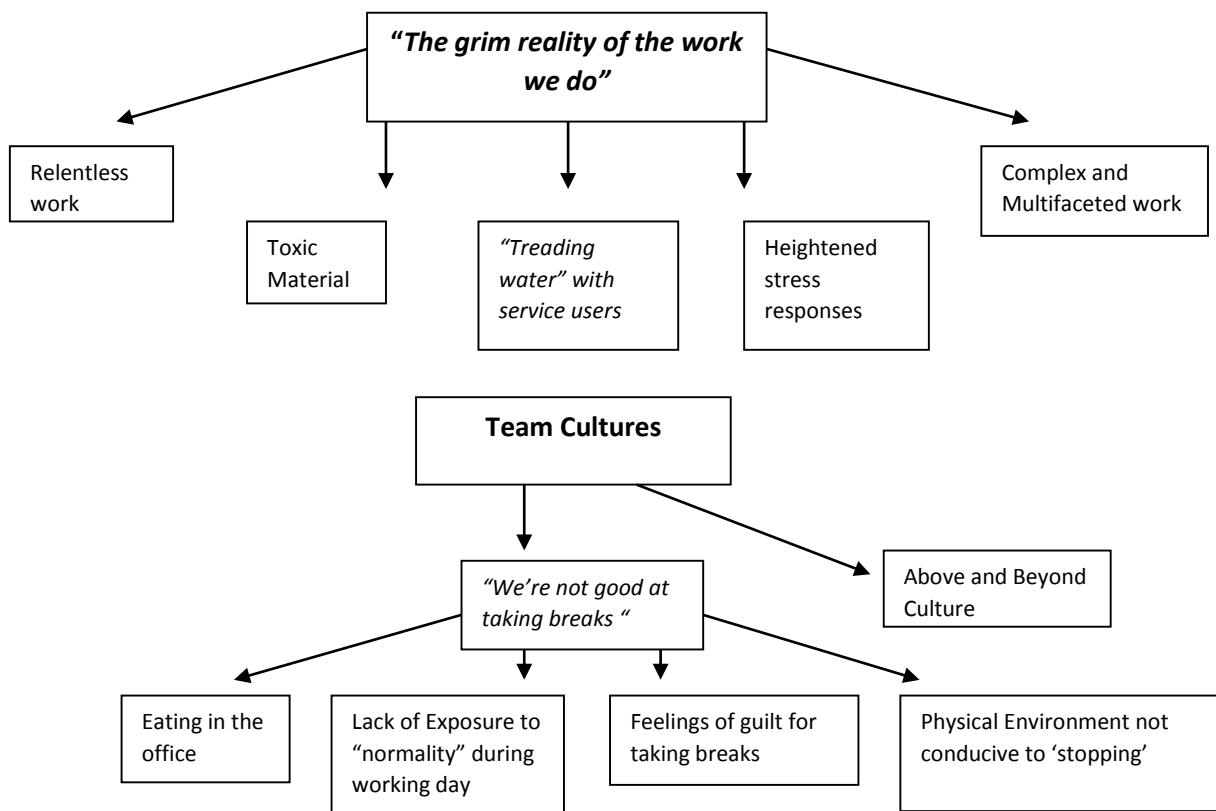 “The grim reality of the work
we do”
Relentless
work
Complex and
Multifaceted work
Toxic
Material
“Treading
water” with
service users
Heightened
stress
responses
Team Cultures
“We’re not good at
taking breaks “
Above and Beyond
Culture
Eating in the
office
Lack of Exposure to
“normality” during
working day
Feelings of guilt for
taking breaks
Physical Environment not
conducive to ‘stopping’